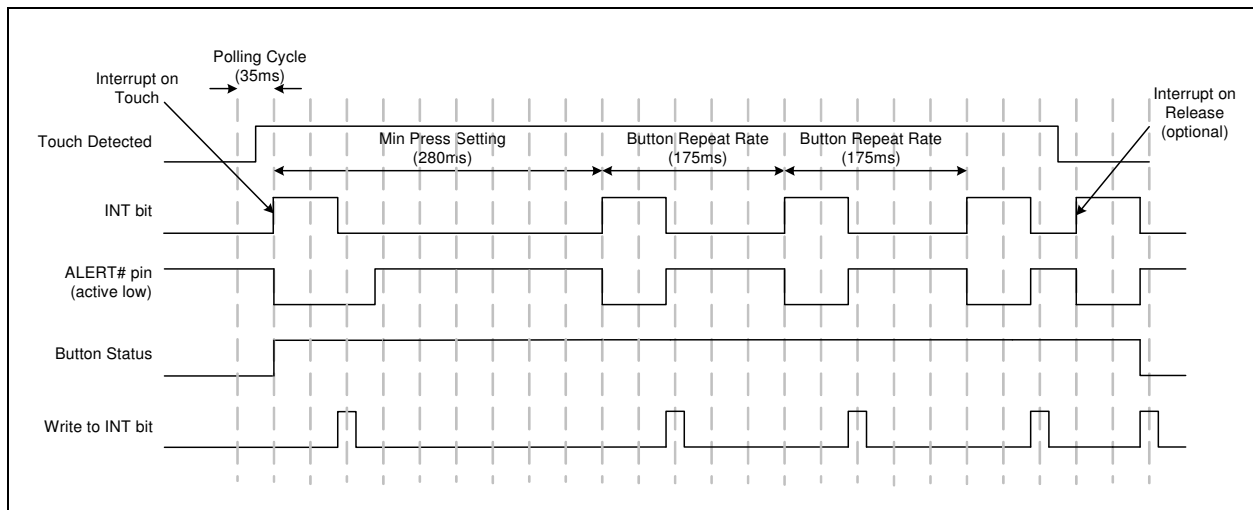 Polling Cycle
(35ms)
Interrupt on
Touch
Interrupt on
Release
(optional)
Touch Detected
Min Press Setting
(280ms)
Button Repeat Rate
(175ms)
Button Repeat Rate
(175ms)
INT bit
ALERT# pin
(active low)
Button Status
Write to INT bit